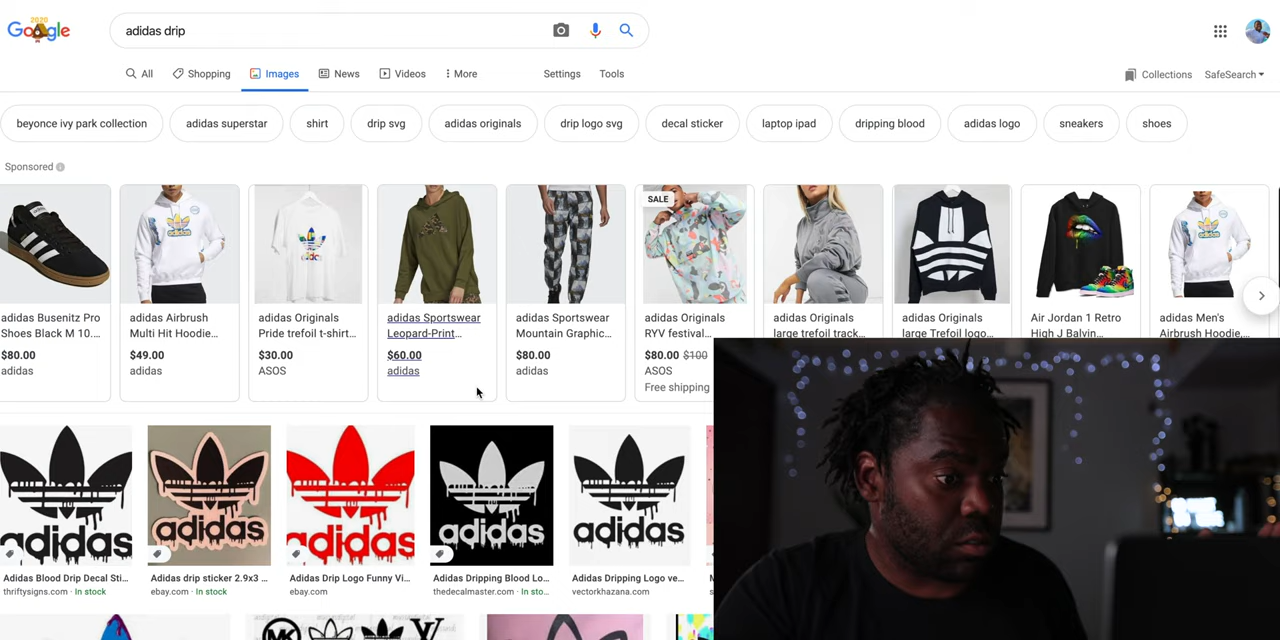 2020
Google
adidas drip
All
Shopping
Images
News
Videos
More
Settings
Tools
Collections
SafeSearch
beyonce ivy park collection
adidas superstar
shirt
drip svg
adidas originals
drip logo svg
decal sticker
laptop ipad
dripping blood
adidas logo
sneakers
shoes
Sponsored
SALE
adidas Busenitz Pro
Shoes Black M 10....
$80.00
adidas
adidas Airbrush
Multi Hit Hoodie...
$49.00
adidas
adidas Originals
Pride trefoil t-shirt...
$30.00
ASOS
adidas Sportswear
Leopard-Print...
$60.00
adidas
adidas Sportswear
Mountain Graphic...
$80.00
adidas
adidas Originals
RYV festival...
$80.00 $100
ASOS
Free shipping
adidas Originals
large trefoil track...
adidas Originals
large Trefoil logo...
Air Jordan 1 Retro
High J Balvin...
adidas Men's
Airbrush Hoodie,...
adidas
adidas
adidas
adidas
adidas
Adidas Blood Drip Decal Sti...
thriftysigns.com · In stock
Adidas drip sticker 2.9x3 ...
ebay.com · In stock
Adidas Drip Logo Funny Vi...
ebay.com
Adidas Dripping Blood Lo...
thedecalmaster.com · In sto...
Adidas Dripping Logo ve...
vectorkhazana.com
MK
LV